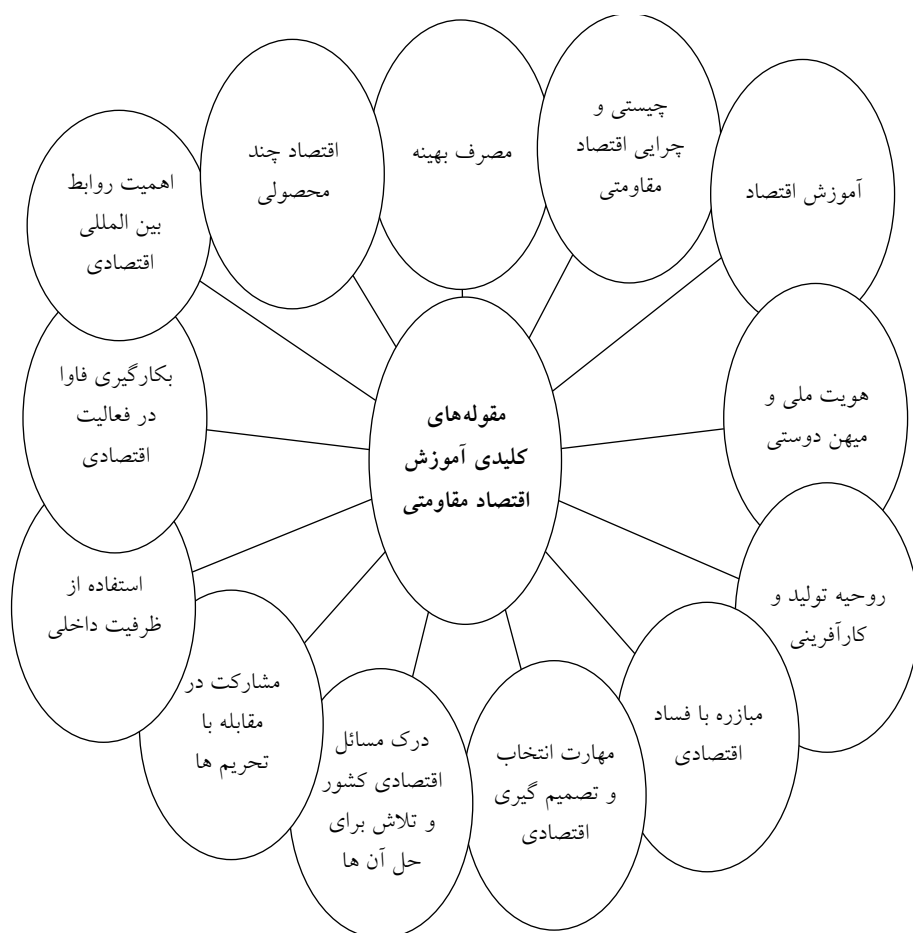 مقوله‌های
کلیدی آموزش
اقتصاد مقاومتی
چیستی و
چرایی اقتصاد
مقاومتی
آموزش اقتصاد
هویت ملی و
میهن دوستی
روحیه تولید و
کارآفرینی
مبازره با فساد
اقتصادی
مهارت انتخاب
و تصمیم گیری
اقتصادی
درک مسائل
اقتصادی کشور
و تلاش برای
حل آن ها
مشارکت در
مقابله با
تحریم ها
استفاده از
ظرفیت داخلی
بکارگیری فاوا
در فعالیت
اقتصادی
اهمیت روابط
بین المللی
اقتصادی
اقتصاد چند
محصولی
مصرف بهینه